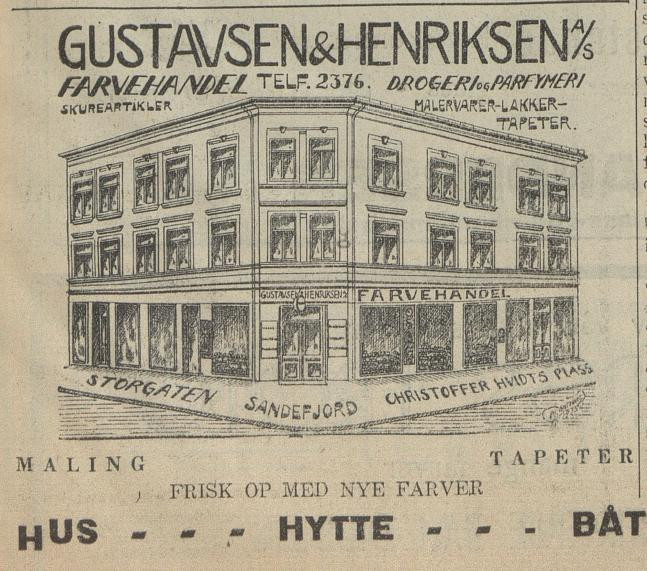 GUSTAVSEN & HENRIKSEN A/S
FARVEHANDEL TELF. 2376. DROGERI OG PARFYMERI
SKUREARTIKLER MALERVARER-LAKKER-
TAPETER.
GUSTAVSEN & HENRIKSEN A/S FARVEHANDEL.
STORGATEN SANDEFJORD CHRISTOFFER HVIDTS PLASS
MALING TAPETER
FRISK OP MED NYE FARVER
HUS - - - HYTTE - - - BÅT